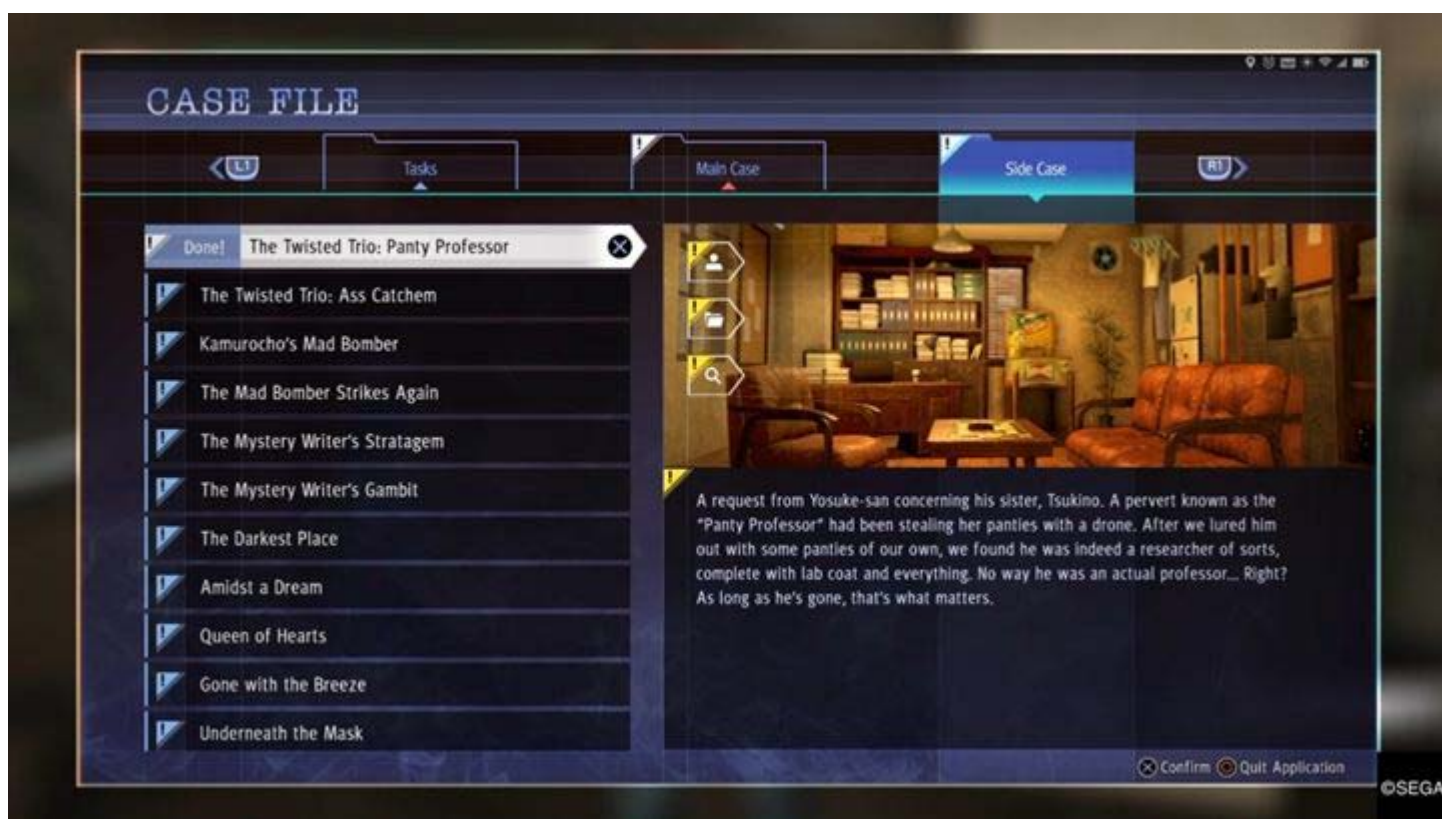 CASE FILE
L1
Tasks
Main Case
Side Case
R1
Done!
The Twisted Trio: Panty Professor
The Twisted Trio: Ass Catchem
Kamurocho's Mad Bomber
The Mad Bomber Strikes Again
The Mystery Writer's Stratagem
The Mystery Writer's Gambit
The Darkest Place
Amidst a Dream
Queen of Hearts
Gone with the Breeze
Underneath the Mask
A request from Yosuke-san concerning his sister, Tsukino. A pervert known as the
"Panty Professor" had been stealing her panties with a drone. After we lured him
out with some panties of our own, we found he was indeed a researcher of sorts,
complete with lab coat and everything. No way he was an actual professor... Right?
As long as he's gone, that's what matters.
Confirm Quit Application
©SEGA